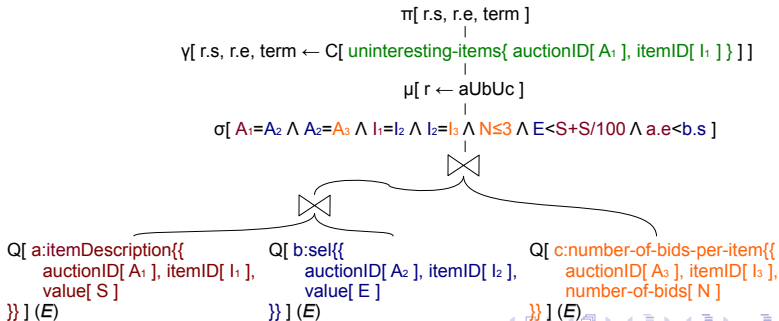 π[ r.s, r.e, term ]
γ[ r.s, r.e, term ← C[ uninteresting-items{ auctionID[ A₁ ], itemID[ I₁ ] } ] ]
μ[ r ← aUbUc ]
σ[ A₁=A₂ Λ A₂=A₃ Λ I₁=I₂ Λ I₂=I₃ Λ N≤3 Λ E<S+S/100 Λ a.e<b.s ]
Q[ a:itemDescription{{
auctionID[ A₁ ], itemID[ I₁ ],
value[ S ]
}} ] (E)
Q[ b:sel{{
auctionID[ A₂ ], itemID[ I₂ ],
value[ E ]
}} ] (E)
Q[ c:number-of-bids-per-item{{
auctionID[ A₃ ], itemID[ I₃ ],
number-of-bids[ N ]
}} ] (E)